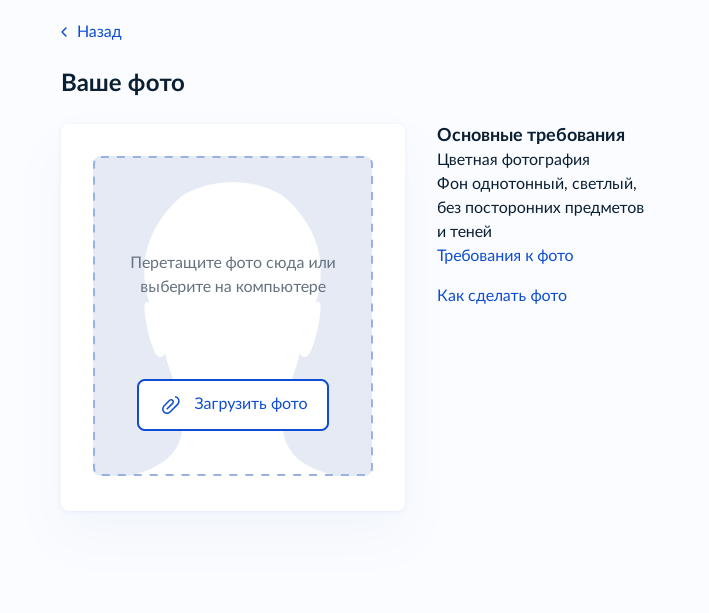 Назад
Ваше фото
Перетащите фото сюда или
выберите на компьютере
Загрузить фото
Основные требования
Цветная фотография
Фон однотонный, светлый,
без посторонних предметов
и теней
Требования к фото
Как сделать фото